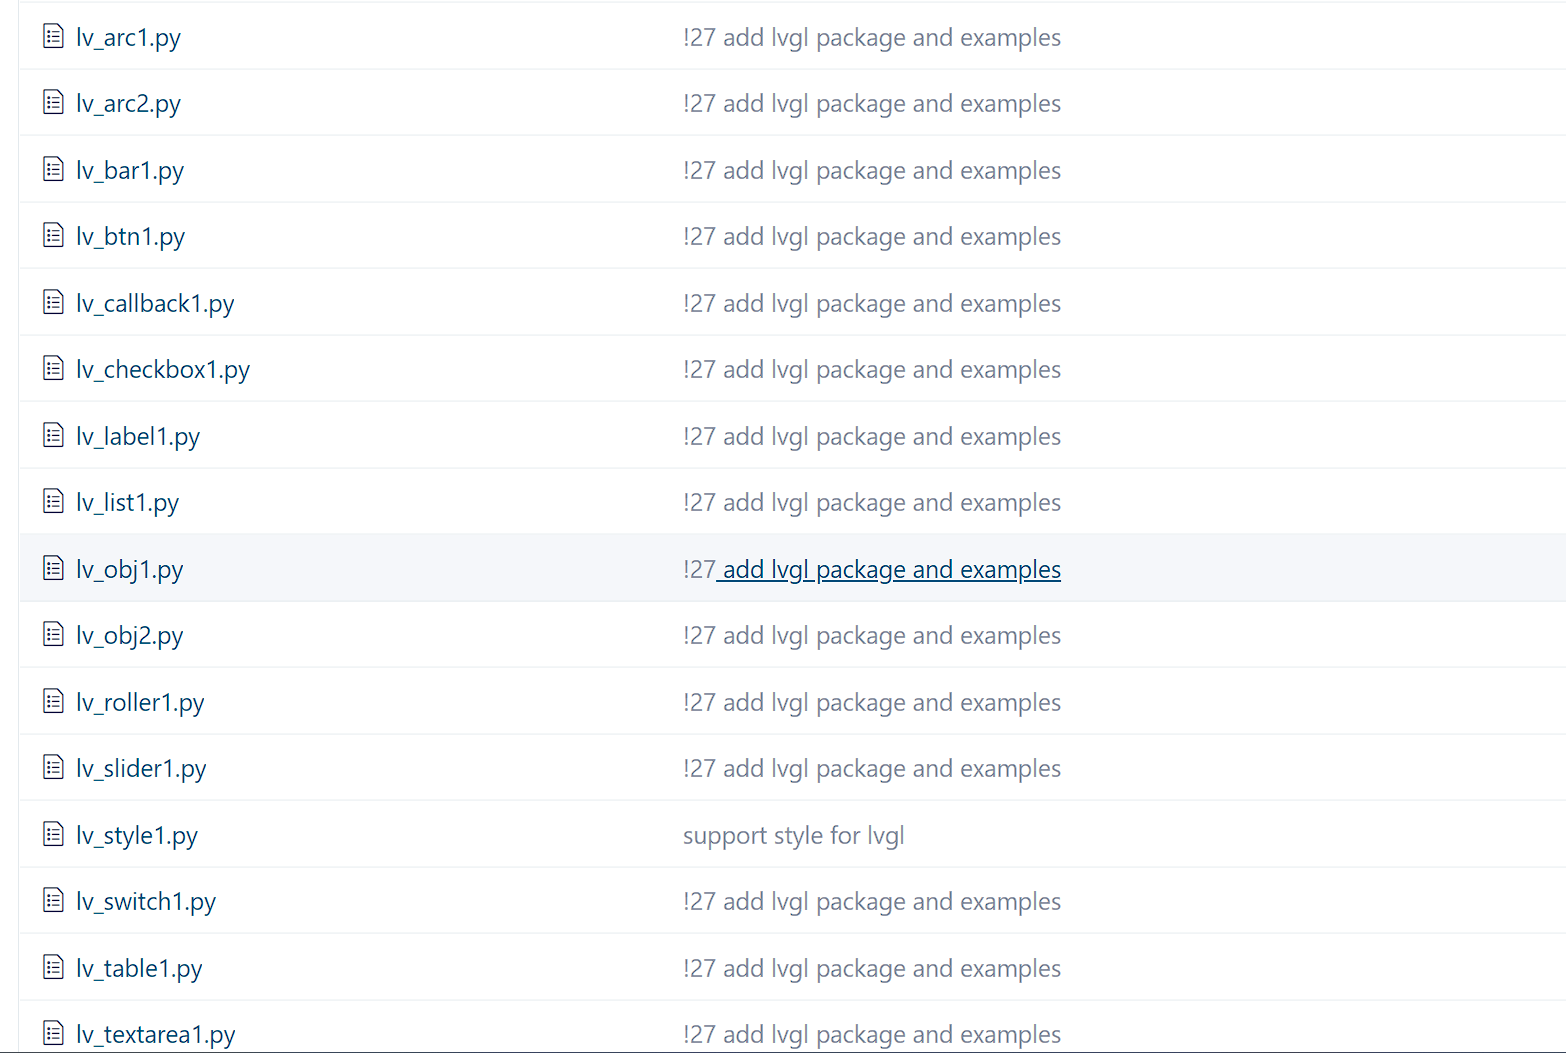 lv_arc1.py !27 add lvgl package and examples
lv_arc2.py !27 add lvgl package and examples
lv_bar1.py !27 add lvgl package and examples
lv_btn1.py !27 add lvgl package and examples
lv_callback1.py !27 add lvgl package and examples
lv_checkbox1.py !27 add lvgl package and examples
lv_label1.py !27 add lvgl package and examples
lv_list1.py !27 add lvgl package and examples
lv_obj1.py !27 add lvgl package and examples
lv_obj2.py !27 add lvgl package and examples
lv_roller1.py !27 add lvgl package and examples
lv_slider1.py !27 add lvgl package and examples
lv_style1.py support style for lvgl
lv_switch1.py !27 add lvgl package and examples
lv_table1.py !27 add lvgl package and examples
lv_textarea1.py !27 add lvgl package and examples